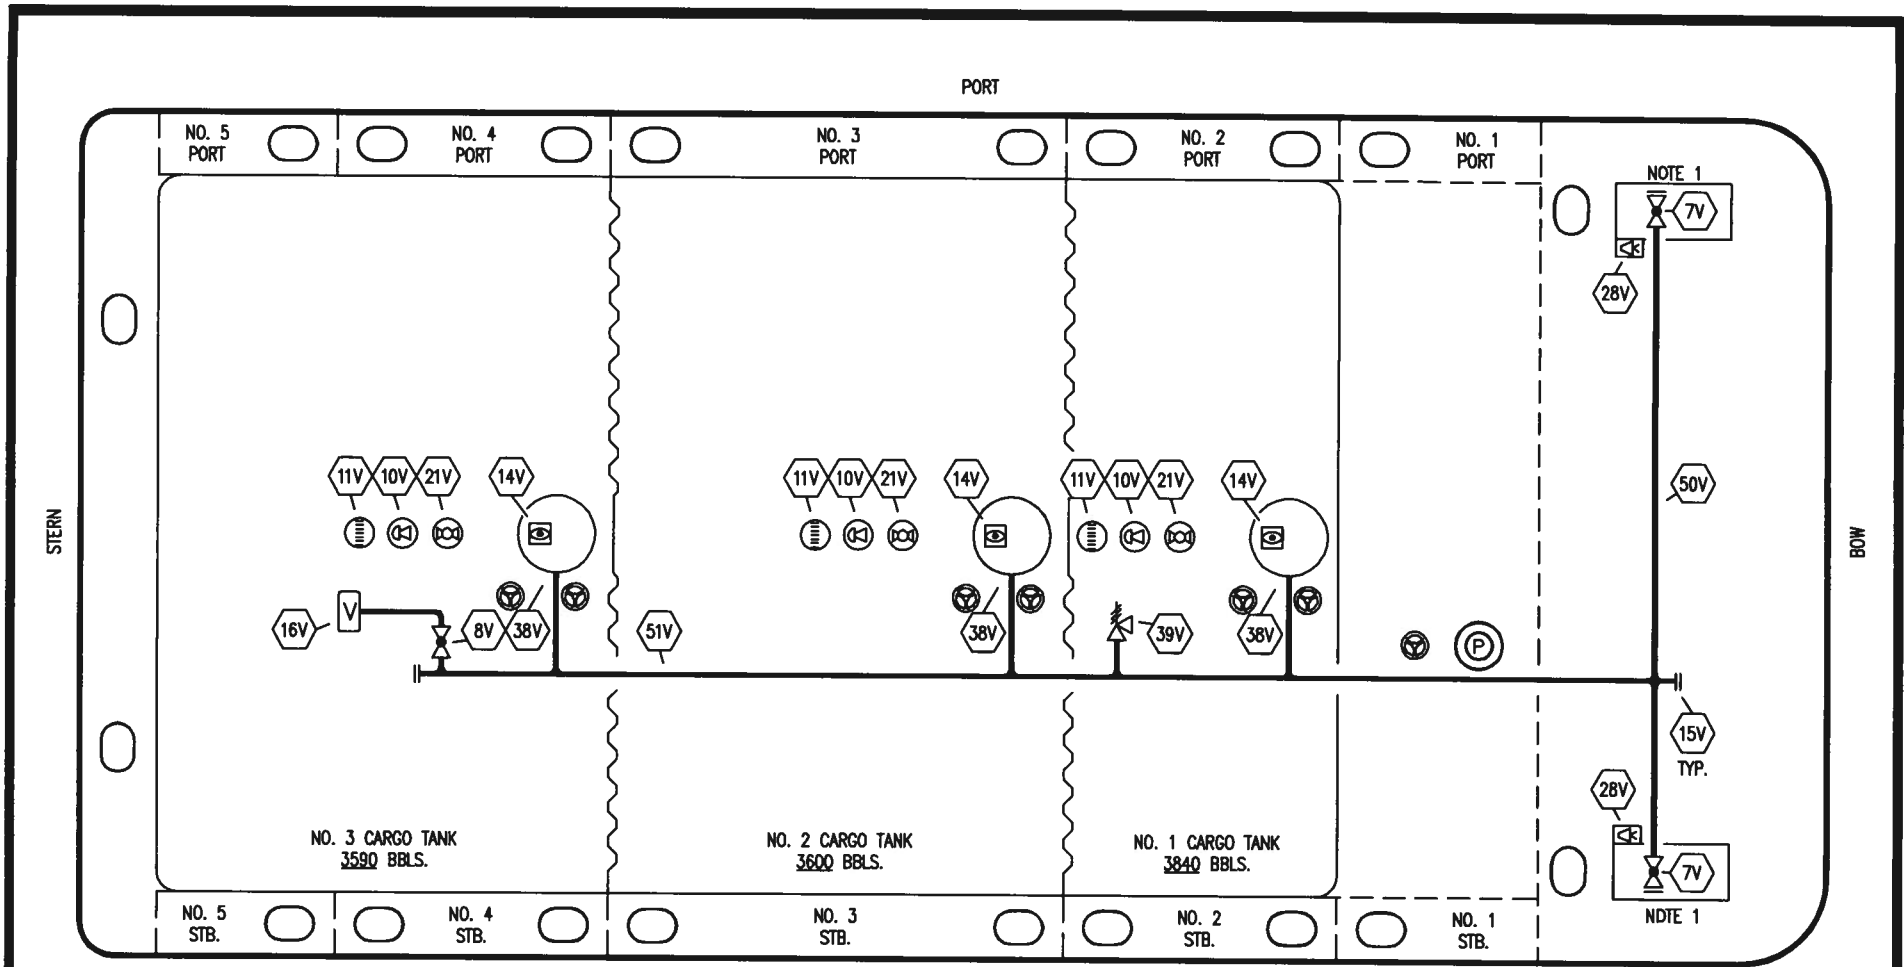 PORT
NO. 5
PORT
NO. 4
PORT
NO. 3
PORT
NO. 2
PORT
NO. 1
PORT
NOTE 1
7V
28V
11V
10V
21V
14V
11V
10V
21V
14V
11V
10V
21V
14V
50V
STERN
BOW
16V
V
8V
38V
51V
38V
39V
38V
P
15V
TYP.
28V
NO. 3 CARGO TANK
3590 BBLS.
NO. 2 CARGO TANK
3600 BBLS.
NO. 1 CARGO TANK
3840 BBLS.
7V
NDTE 1
NO. 5
STB.
NO. 4
STB.
NO. 3
STB.
NO. 2
STB.
NO. 1
STB.